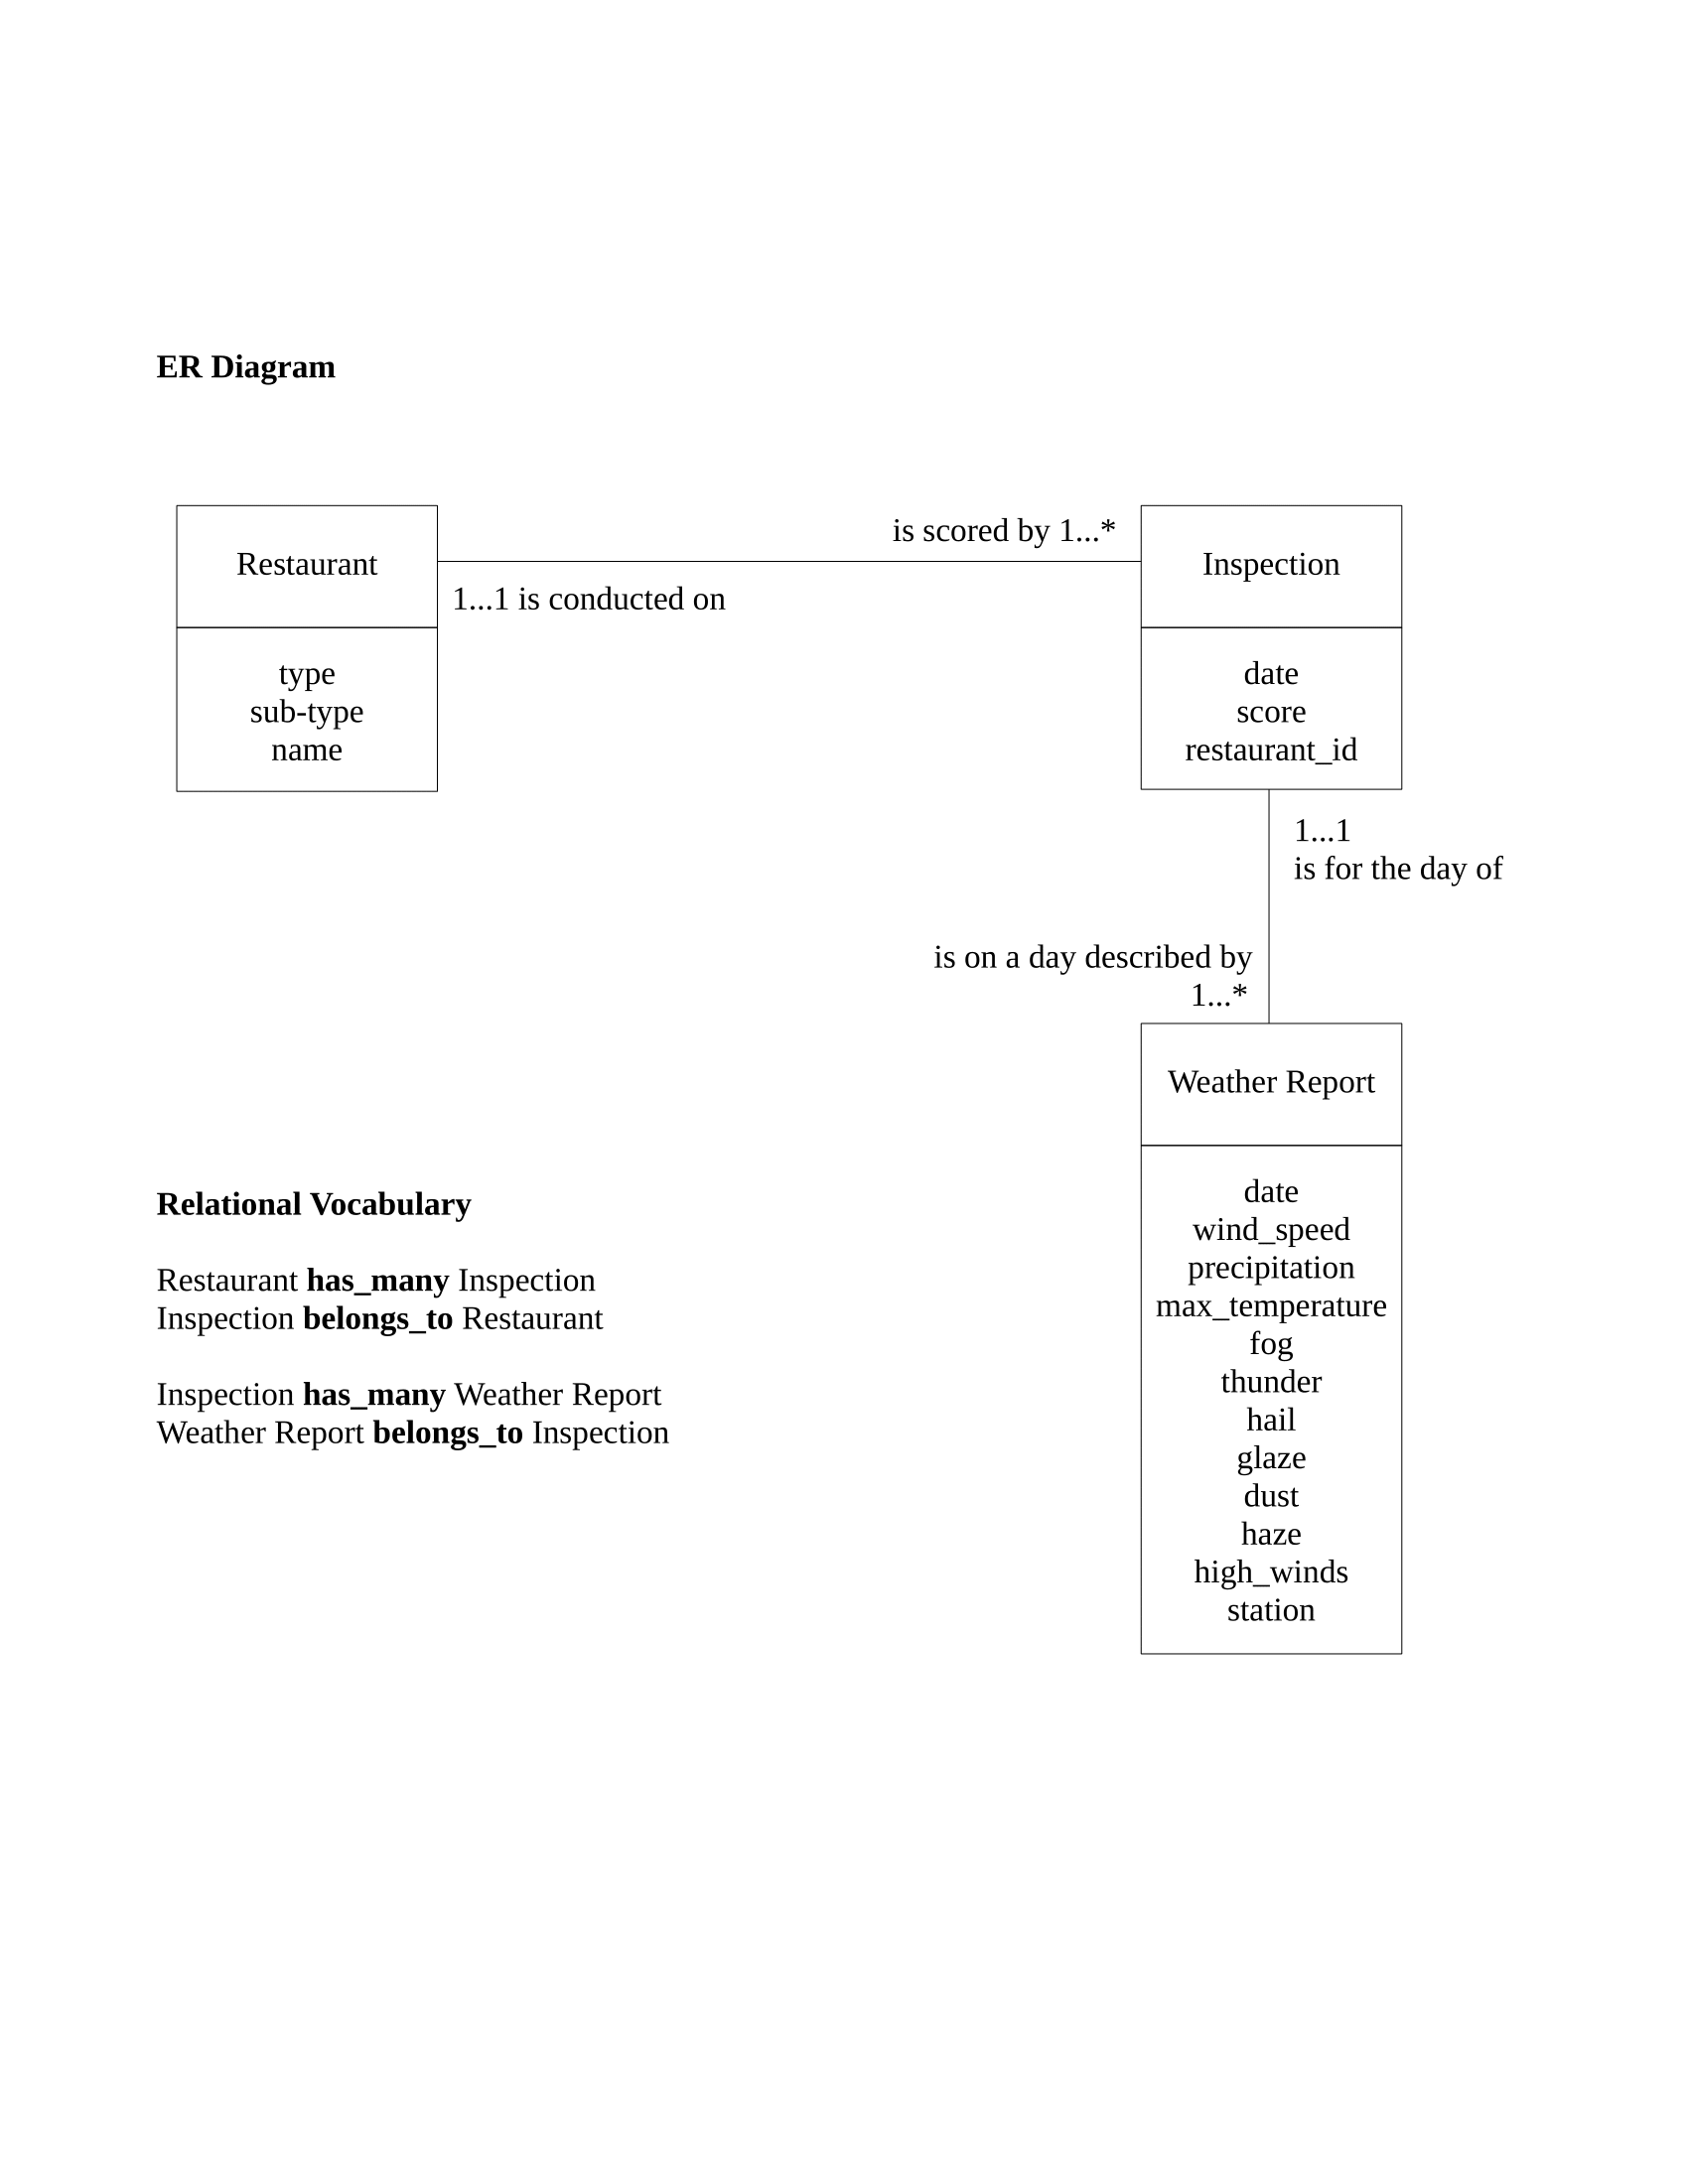 ER Diagram
Restaurant
type
sub-type
name
is scored by 1...*
1...1 is conducted on
Inspection
date
score
restaurant_id
1...1
is for the day of
is on a day described by
1...*
Weather Report
date
wind_speed
precipitation
max_temperature
fog
thunder
hail
glaze
dust
haze
high_winds
station
Relational Vocabulary
Restaurant has_many Inspection
Inspection belongs_to Restaurant
Inspection has_many Weather Report
Weather Report belongs_to Inspection